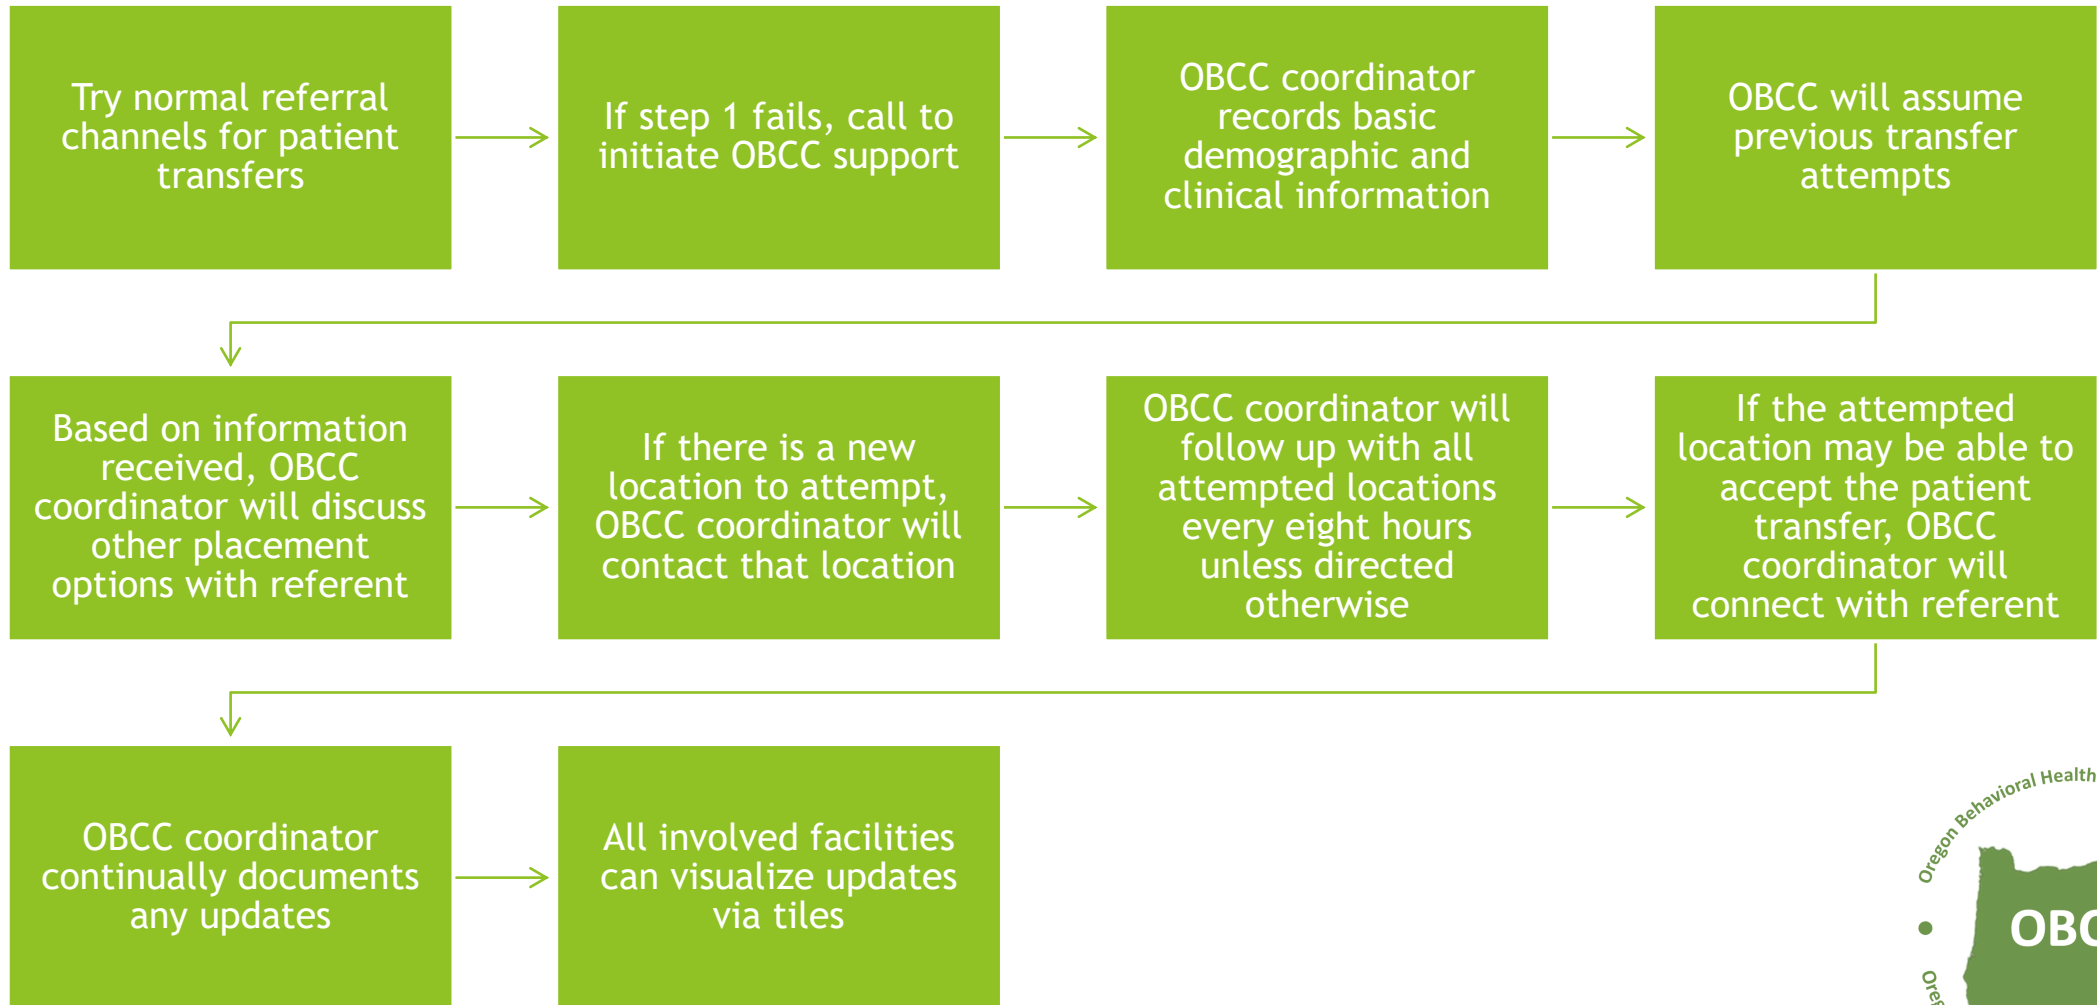 Try normal referral
channels for patient
transfers
If step 1 fails, call to
initiate OBCC support
OBCC coordinator
records basic
demographic and
clinical information
OBCC will assume
previous transfer
attempts
Based on information
received, OBCC
coordinator will discuss
other placement
options with referent
If there is a new
location to attempt,
OBCC coordinator will
contact that location
OBCC coordinator will
follow up with all
attempted locations
every eight hours
unless directed
otherwise
If the attempted
location may be able to
accept the patient
transfer, OBCC
coordinator will
connect with referent
OBCC coordinator
continually documents
any updates
All involved facilities
can visualize updates
via tiles
Oregon Behavioral Health